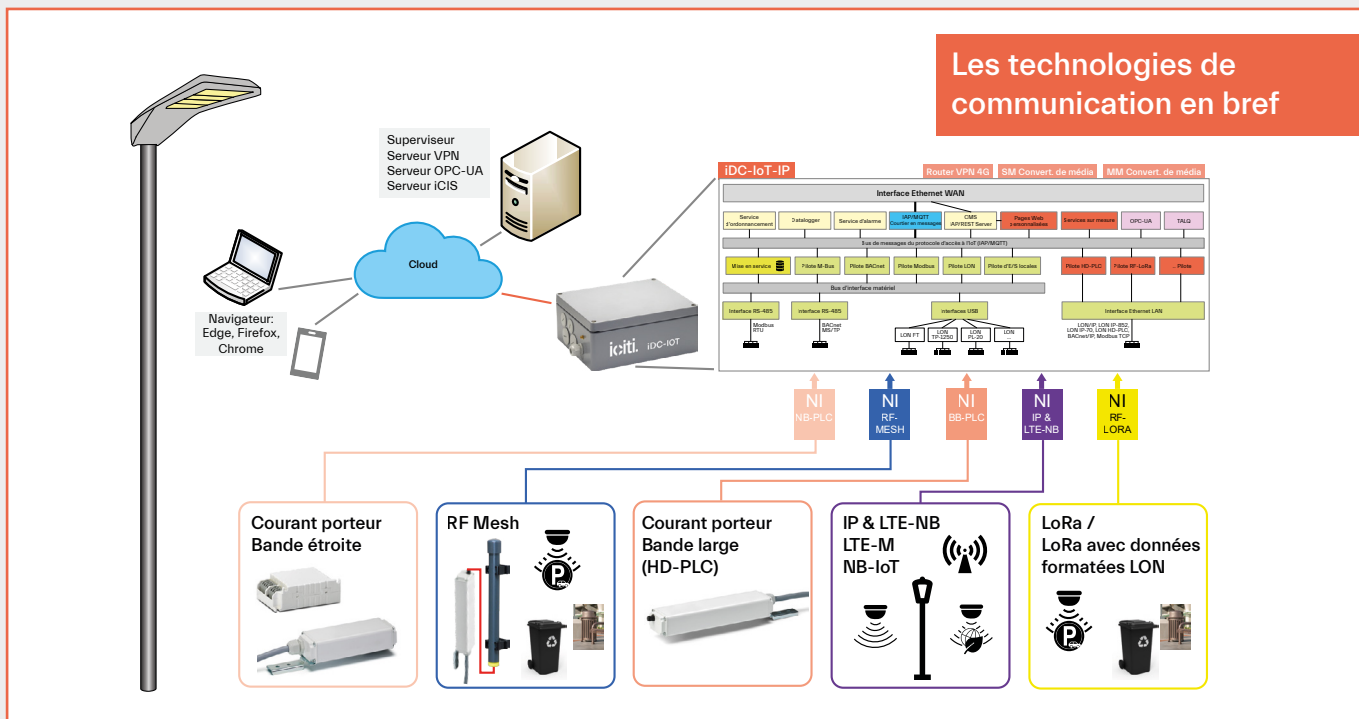 Les technologies de
communication en bref
Superviseur
Serveur VPN
Serveur OPC-UA
Serveur iCIS
Cloud
Navigateur:
Edge, Firefox,
Chrome
iciti. iDC-IOT
iDC-IoT-IP
Router VPN 4G
SM Convert. de média
MM Convert. de média
Interface Ethernet WAN
Service
d'ordonnancement
Datalogger
Service d'alarme
IAP/MQTT
Courtier en messages
CMS
IAP/REST Server
Pages Web
personnalisées
Services sur mesure
OPC-UA
TALQ
Bus de messages du protocole d'accès à l'IoT (IAP/MQTT)
Mise en service
Pilote M-Bus
Pilote BACnet
Pilote Modbus
Pilote LON
Pilote d'E/S locales
Pilote HD-PLC
Pilote RF-LoRa
... Pilote
Bus d'interface matériel
Interface RS-485
Interface RS-485
Interfaces USB
Interface Ethernet LAN
Modbus
RTU
BACnet
MS/TP
LON FT
LON
TP-1250
LON
PL-20
LON
...
LON/IP, LON IP-852,
LON IP-70, LON HD-PLC,
BACnet/IP, Modbus TCP
NI
NB-PLC
NI
RF-
MESH
NI
BB-PLC
NI
IP &
LTE-NB
NI
RF-
LORA
Courant porteur
Bande étroite
RF Mesh
P
Courant porteur
Bande large
(HD-PLC)
IP & LTE-NB
LTE-M
NB-IoT
LoRa /
LoRa avec données
formatées LON
P